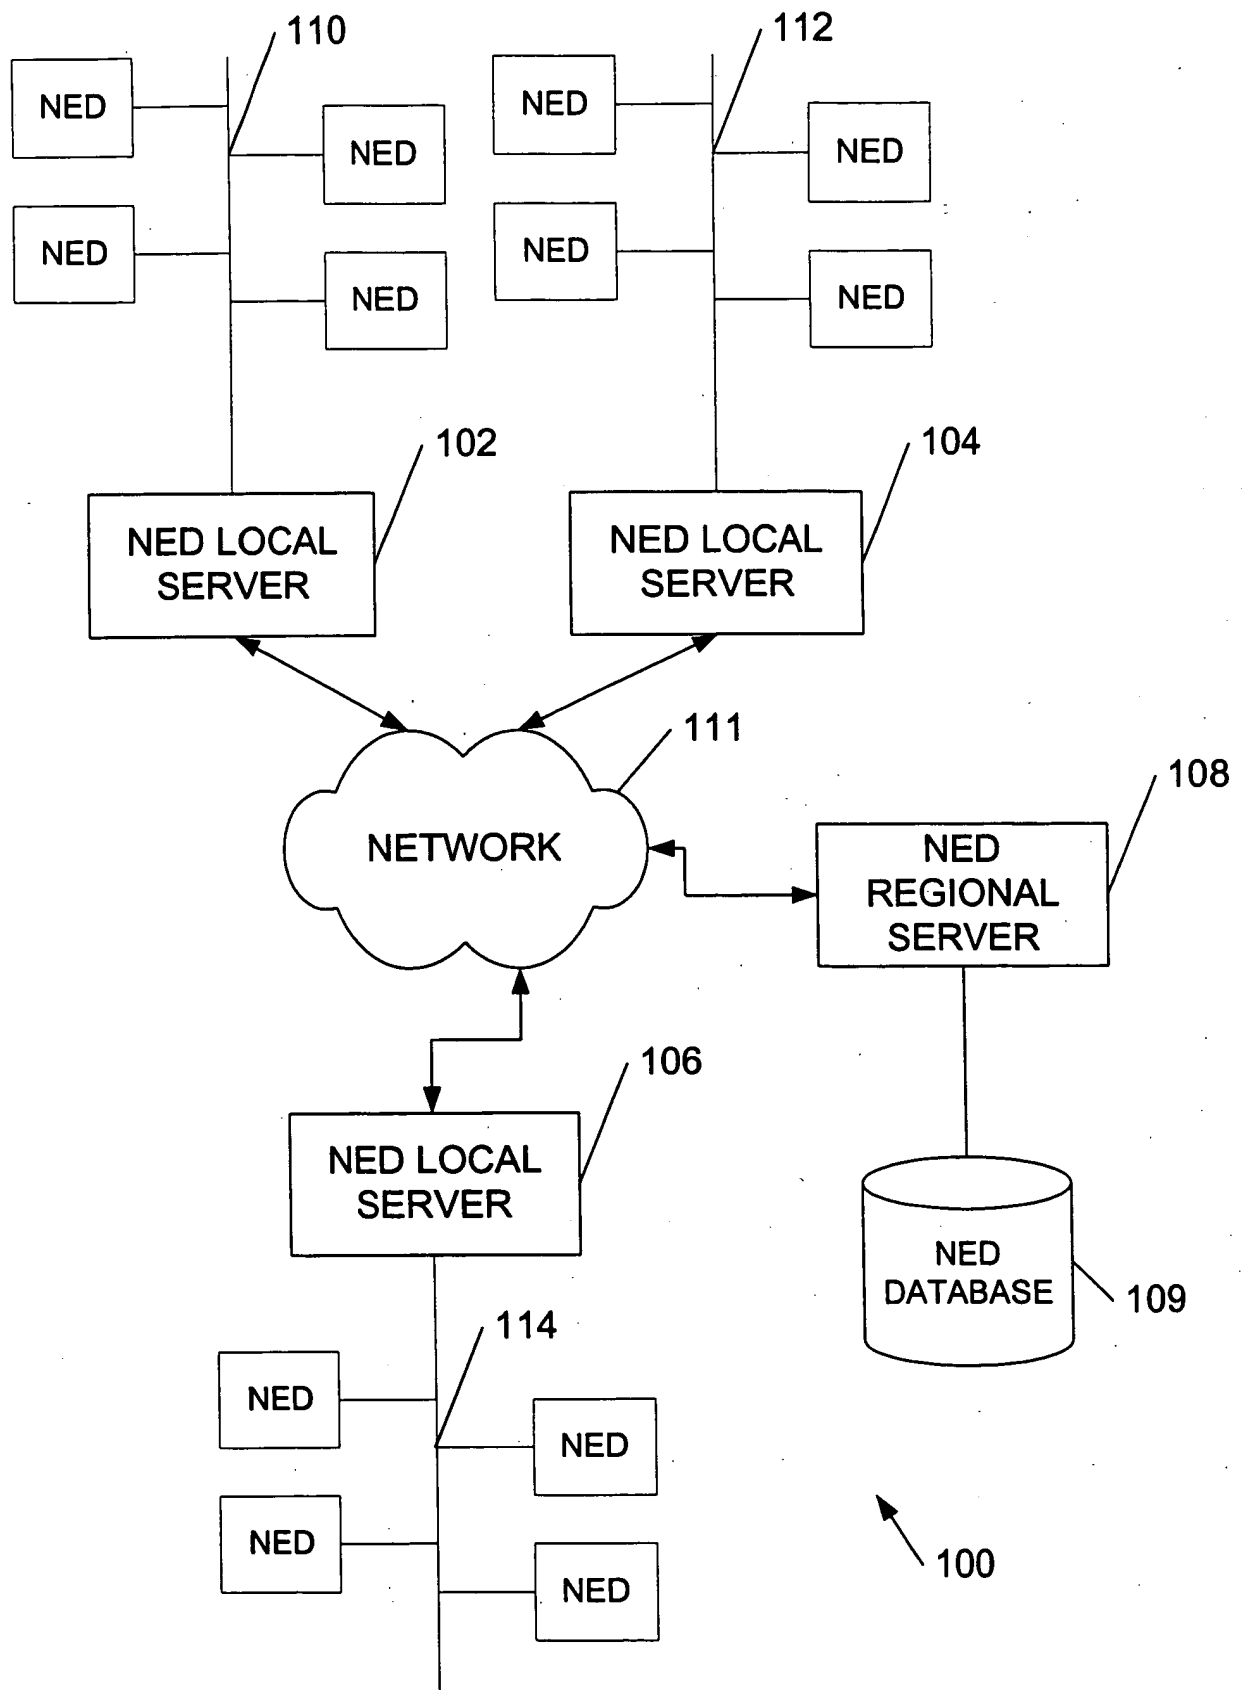 110
112
NED
NED
NED
NED
NED
NED
NED
NED
102
104
NED LOCAL
SERVER
NED LOCAL
SERVER
111
108
NETWORK
NED
REGIONAL
SERVER
106
NED LOCAL
SERVER
NED
DATABASE
109
114
NED
NED
NED
NED
100